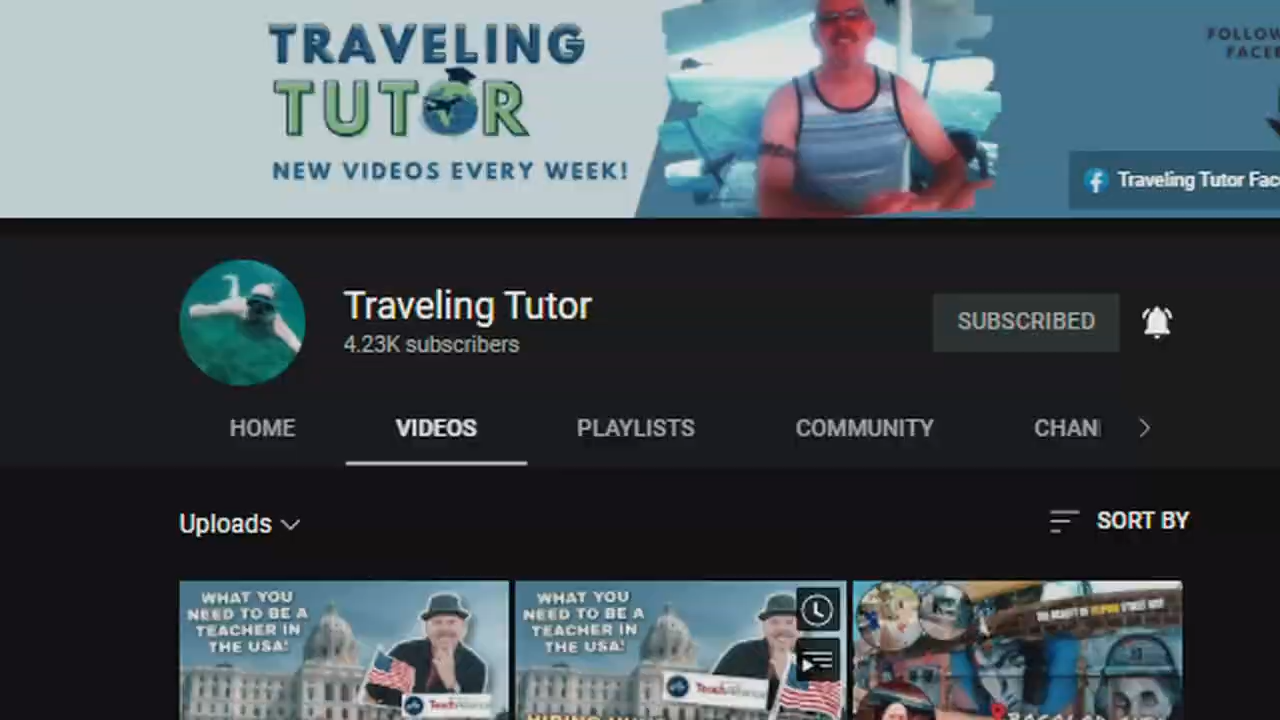 TRAVELING
TUTOR
NEW VIDEOS EVERY WEEK!
FOLLOW
Traveling Tutor Fac
Traveling Tutor
4.23K subscribers
SUBSCRIBED
HOME
VIDEOS
PLAYLISTS
COMMUNITY
CHAN
Uploads
SORT BY
WHAT YOU
NEED TO BE A
TEACHER IN
THE USA!
WHAT YOU
NEED TO BE A
TEACHER IN
THE USA!